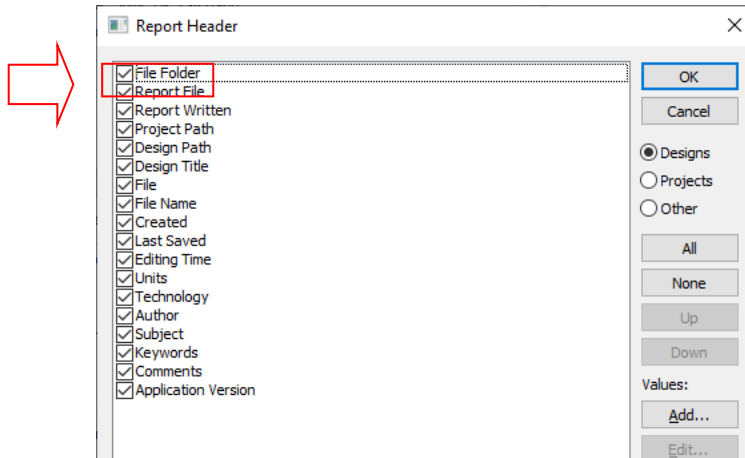 Report Header
File Folder
Report File
Report Written
Project Path
Design Path
Design Title
File
File Name
Created
Last Saved
Editing Time
Units
Technology
Author
Subject
Keywords
Comments
Application Version
OK
Cancel
Designs
Projects
Other
All
None
Up
Down
Values:
Add...
Edit...